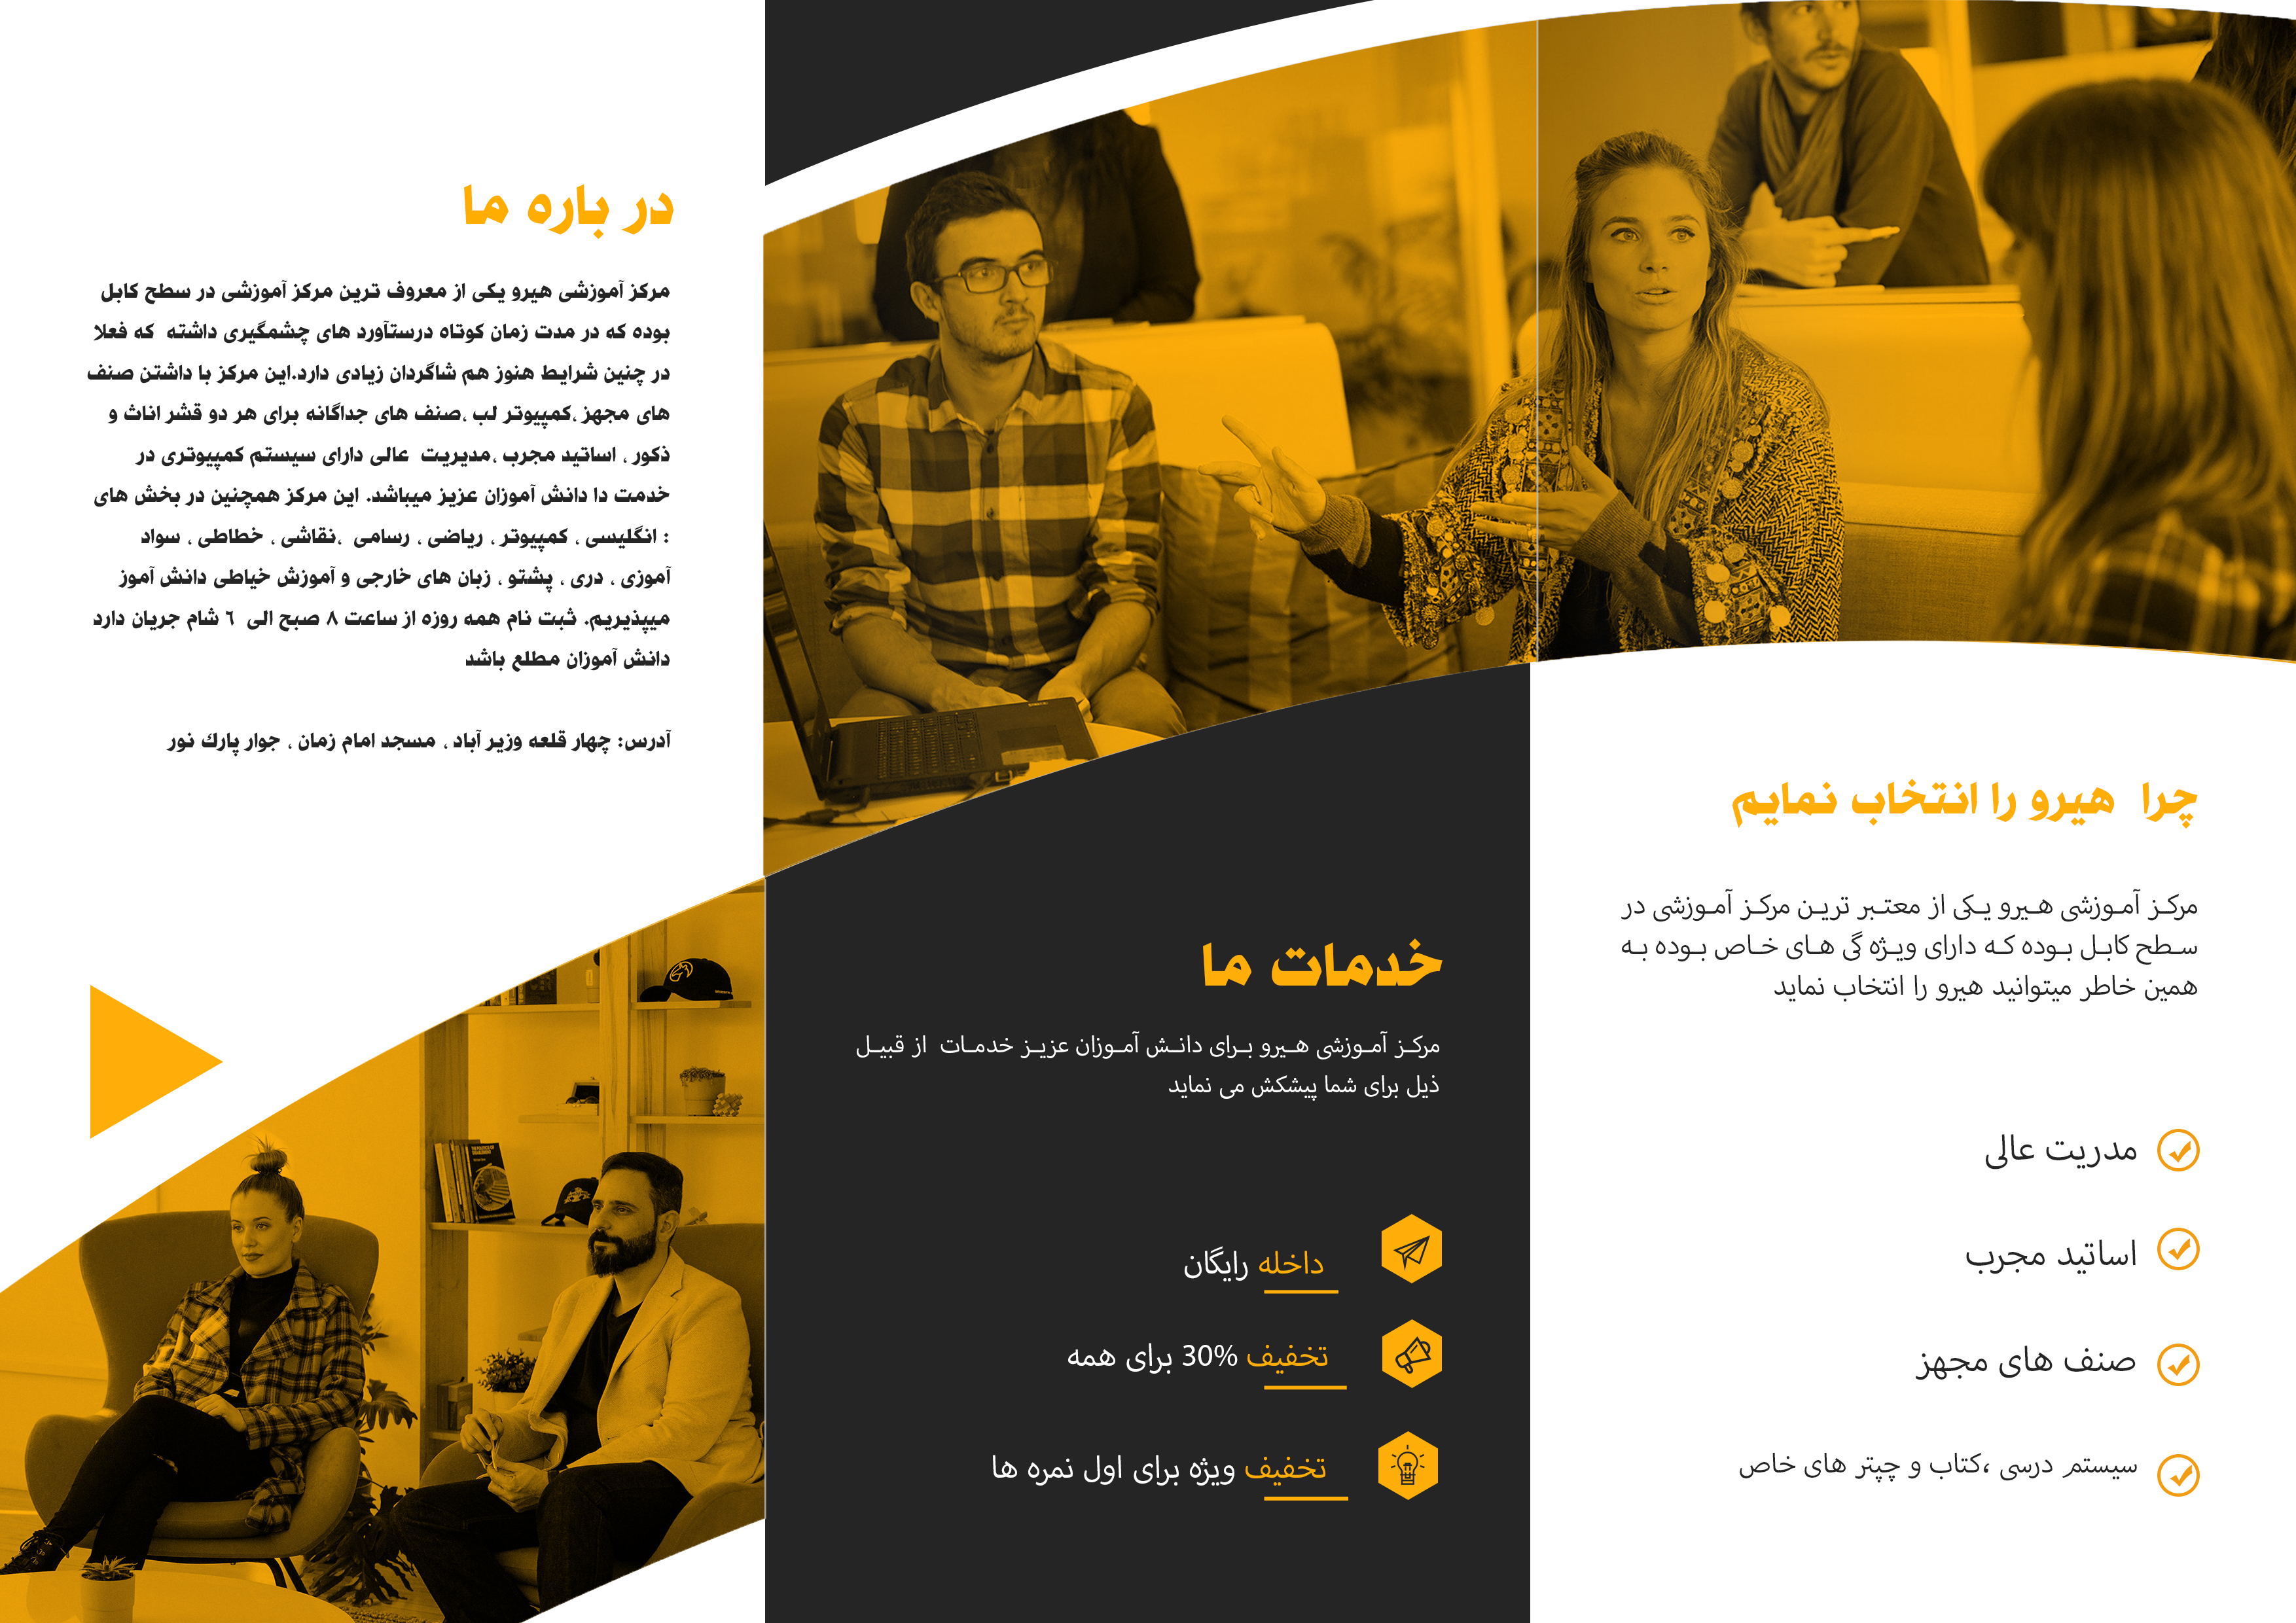 چرا هیرو را انتخاب نمایم
مرکز آموزشی هیرو یکی از معتبر ترین مرکز آموزشی در
سطح کابل بوده که دارای ویژه گی های خاص بوده به
همین خاطر میتوانید هیرو را انتخاب نماید
مدریت عالی
اساتید مجرب
صنف های مجهز
سیستم درسی ،کتاب و چپتر های خاص
خدمات ما
مرکز آموزشی هیرو برای دانش آموزان عزیز خدمات از قبیل
ذیل برای شما پیشکش می نماید
داخله رایگان
تخفیف 30% برای همه
تخفیف ویژه برای اول نمره ها
در باره ما
مرکز آموزشی هیرو یکی از معروف ترین مرکز آموزشی در سطح کابل
بوده که در مدت زمان کوتاه درستآورد های چشمگیری داشته که فعلا
در چنین شرایط هنوز هم شاگردان زیادی دارد.این مرکز با داشتن صنف
های مجهز ،کمپیوتر لب ،صنف های جداگانه برای هر دو قشر اناث و
ذکور ، اساتید مجرب ،مدیریت عالی دارای سیستم کمپیوتری در
خدمت دا دانش آموزان عزیز میباشد. این مرکز همچنین در بخش های
: انگلیسی ، کمپیوتر ، ریاضی ، رسامی ،نقاشی ، خطاطی ، سواد
آموزی ، دری ، پشتو ، زبان های خارجی و آموزش خیاطی دانش آموز
میپذیریم. ثبت نام همه روزه از ساعت ۸ صبح الی ٦ شام جریان دارد
دانش آموزان مطلع باشد
آدرس: چهار قلعه وزیر آباد ، مسجد امام زمان ، جوار پارك نور